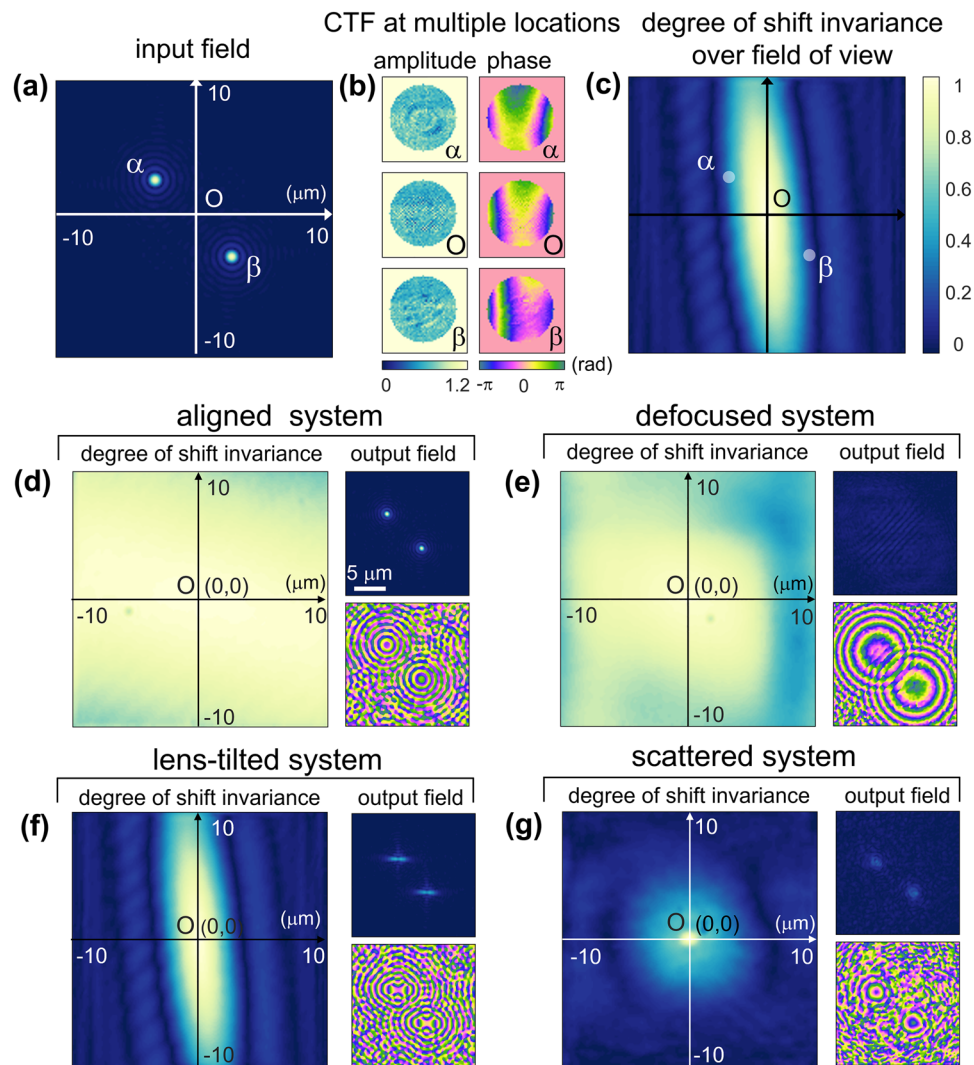 input field
(a)
10
α
O
(μm)
-10
10
β
-10
CTF at multiple locations
amplitude phase
(b)
α
α
O
O
β
β
0
1.2
-π
0
π
(rad)
degree of shift invariance
over field of view
(c)
α
O
β
1
0.8
0.6
0.4
0.2
0
aligned system
degree of shift invariance
output field
(d)
10
O
(0,0)
(μm)
-10
10
-10
5 μm
defocused system
degree of shift invariance
output field
(e)
10
O
(0,0)
(μm)
-10
10
-10
lens-tilted system
degree of shift invariance
output field
(f)
10
O
(0,0)
(μm)
-10
10
-10
scattered system
degree of shift invariance
output field
(g)
10
O
(0,0)
(μm)
-10
10
-10